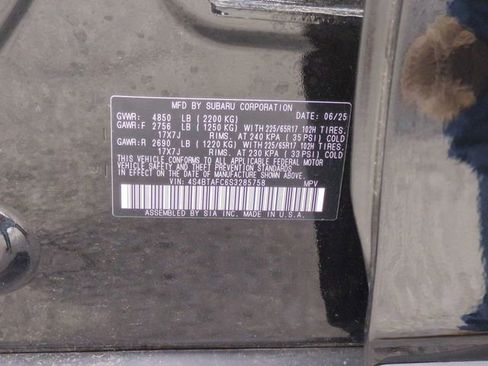 MFD BY SUBARU CORPORATION DATE: 06/25
GVWR: 4850 LB (2200 KG)
GAWR:F 2756 LB (1250 KG) WITH 225/65R17 102H TIRES,
17X7J RIMS, AT 240 KPA (35 PSI) COLD
GAWR:R 2690 LB (1220 KG) WITH 225/65R17 102H TIRES,
17X7J RIMS, AT 230 KPA (33 PSI) COLD
THIS VEHICLE CONFORMS TO ALL APPLICABLE FEDERAL MOTOR
VEHICLE SAFETY AND THEFT PREVENTION STANDARDS IN EFFECT ON THE
DATE OF MANUFACTURE SHOWN ABOVE.
VIN: 4S4BTAFC6S3285758 MPV
ASSEMBLED BY SIA INC. IN U.S.A.